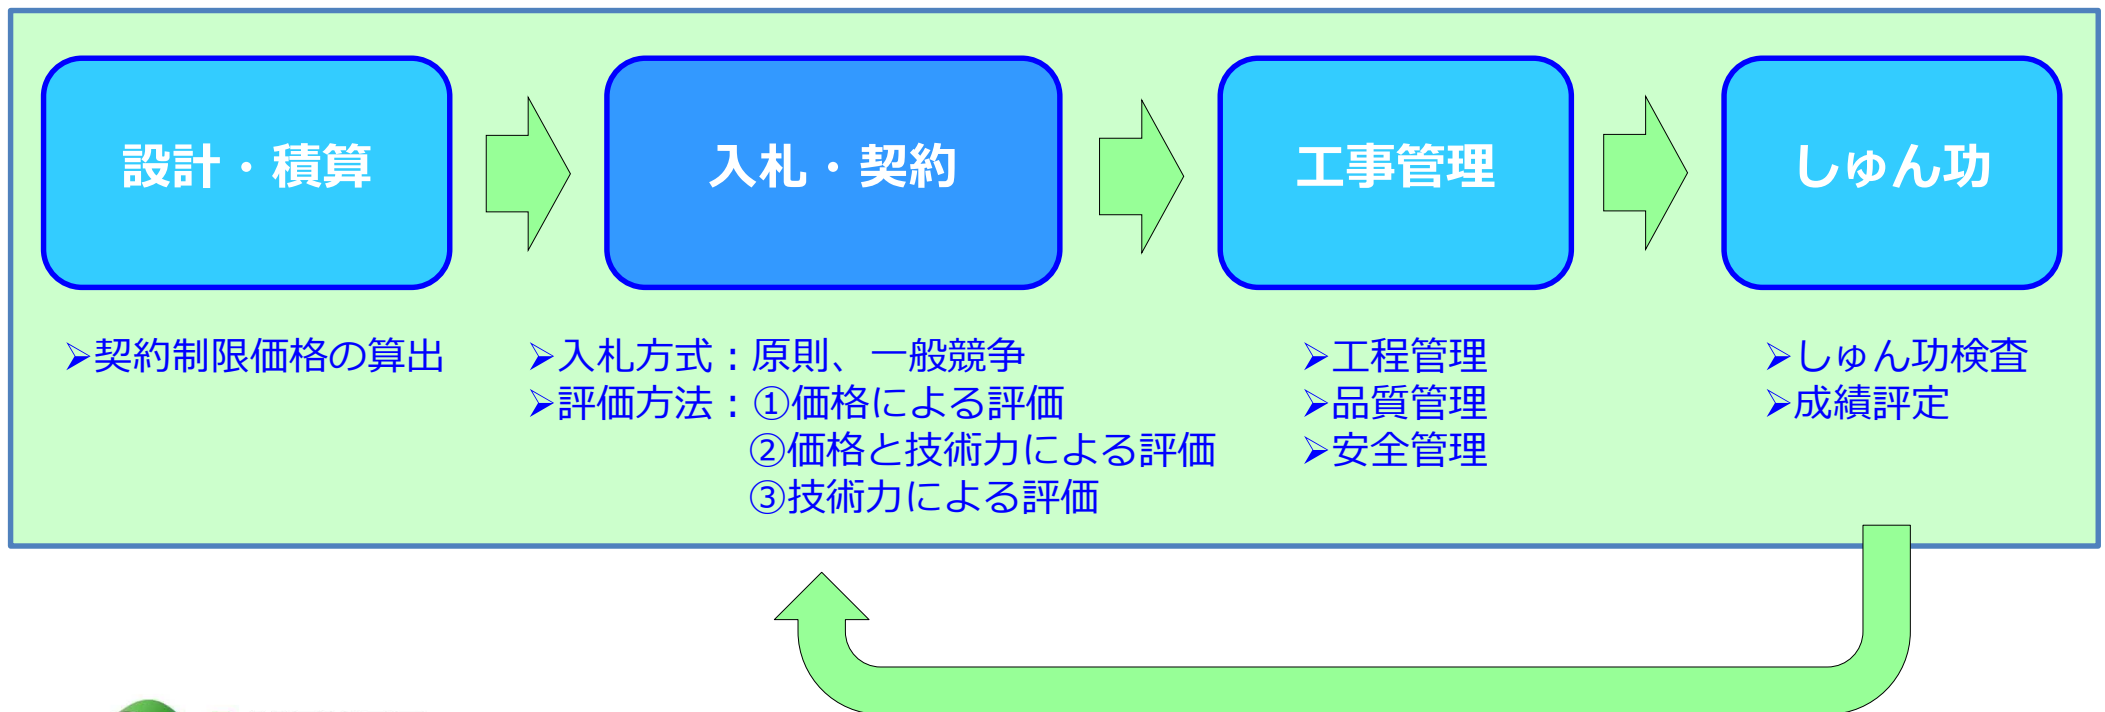 設計・積算
入札・契約
工事管理
しゅん功
➢契約制限価格の算出
➢入札方式：原則、一般競争
➢評価方法：①価格による評価
②価格と技術力による評価
③技術力による評価
➢工程管理
➢品質管理
➢安全管理
➢しゅん功検査
➢成績評定